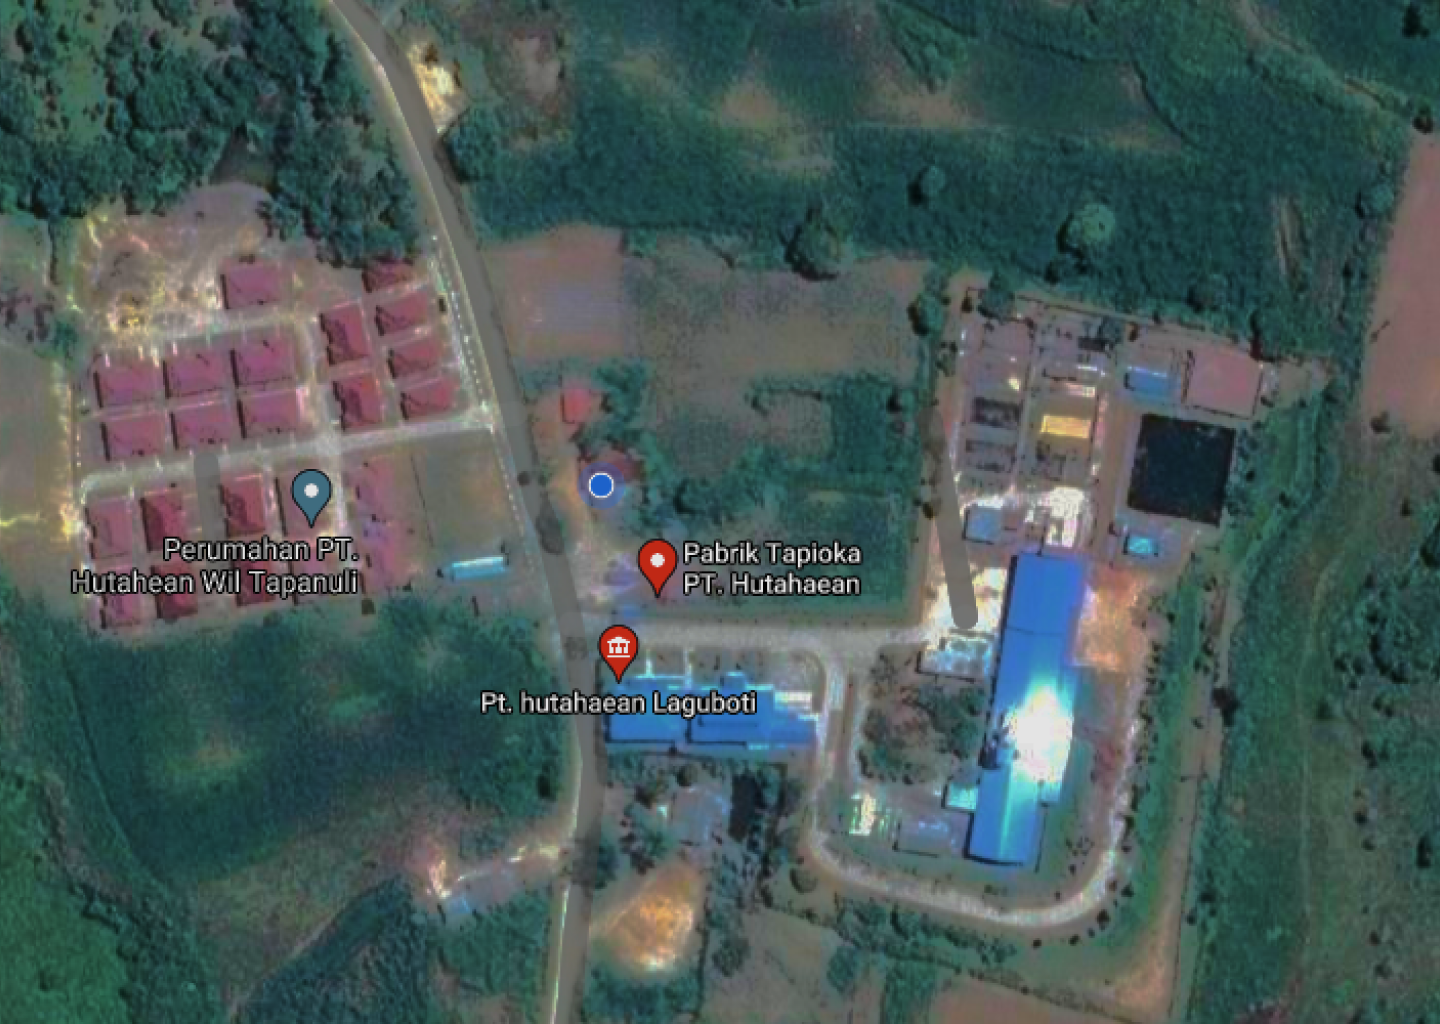 Perumahan PT.
Hutahean Wil Tapanuli
Pabrik Tapioka
PT. Hutahaean
Pt. hutahaean Laguboti